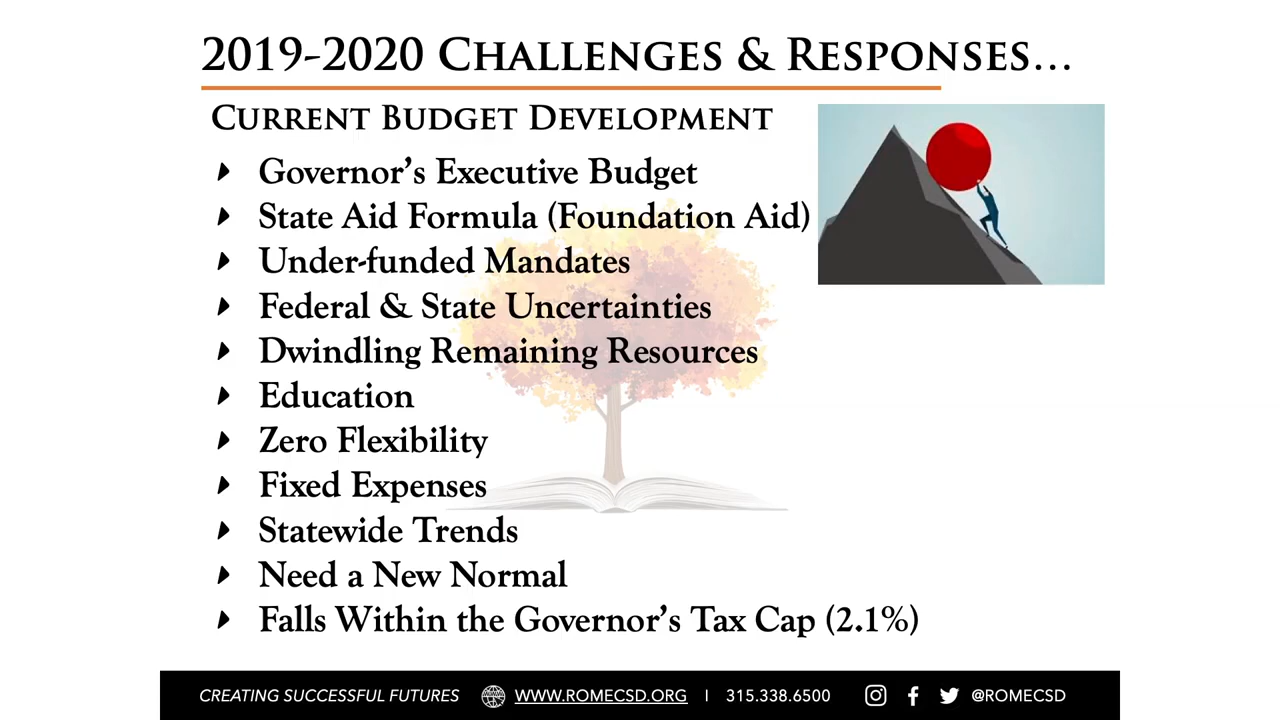 2019-2020 Challenges & Responses…
Current Budget Development
Governor’s Executive Budget
State Aid Formula (Foundation Aid)
Under-funded Mandates
Federal & State Uncertainties
Dwindling Remaining Resources
Education
Zero Flexibility
Fixed Expenses
Statewide Trends
Need a New Normal
Falls Within the Governor’s Tax Cap (2.1%)
CREATING SUCCESSFUL FUTURES WWW.ROMECSD.ORG | 315.338.6500 @ROMECSD